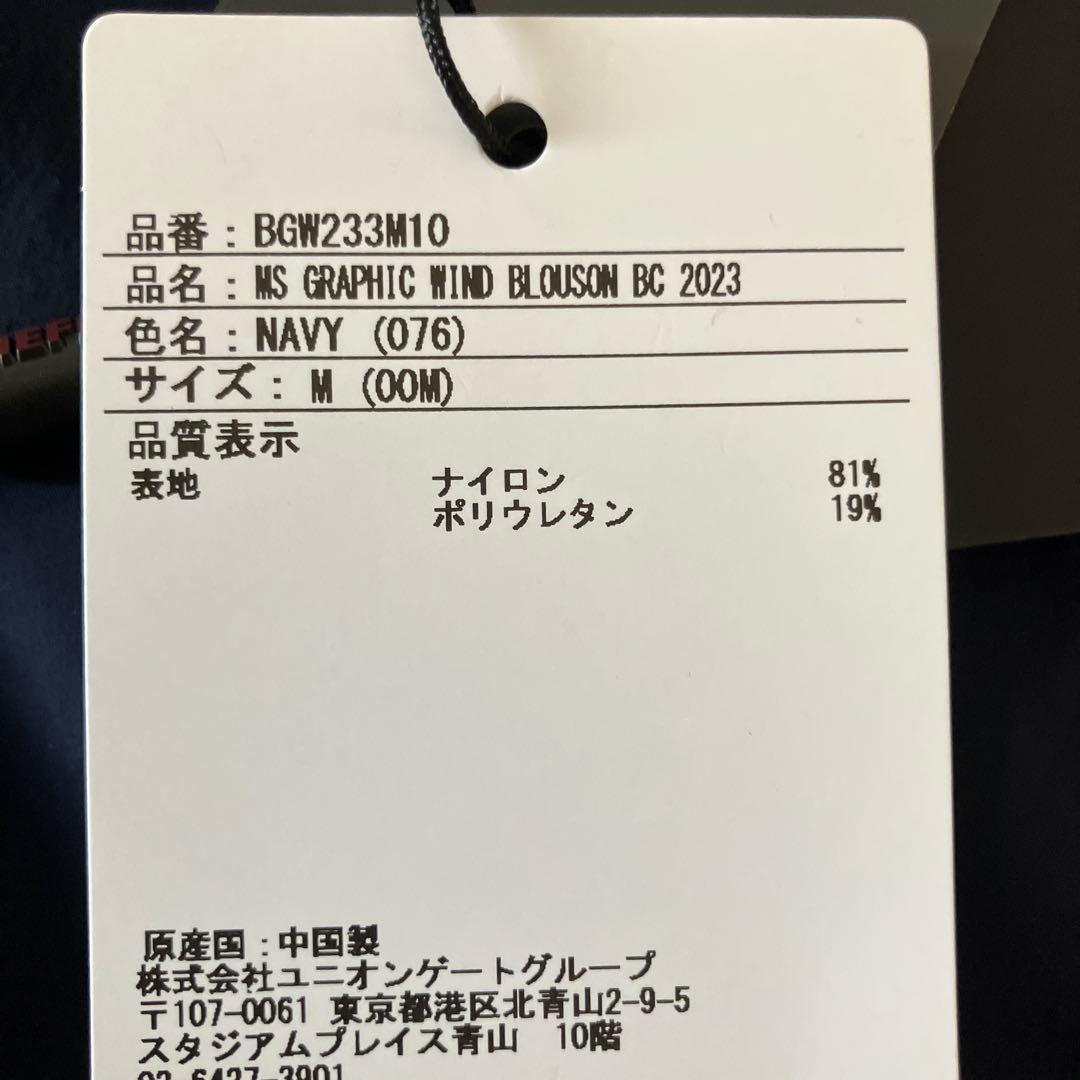 品番:BGW233M10
品名:MS GRAPHIC WIND BLOUSON BC 2023
色名:NAVY (076)
サイズ: M (00M)
品質表示
表地 ナイロン 81%
ポリウレタン 19%
原産国:中国製
株式会社ユニオンゲートグループ
〒107-0061 東京都港区北青山2-9-5
スタジアムプレイス青山 10階
03-6427-3901